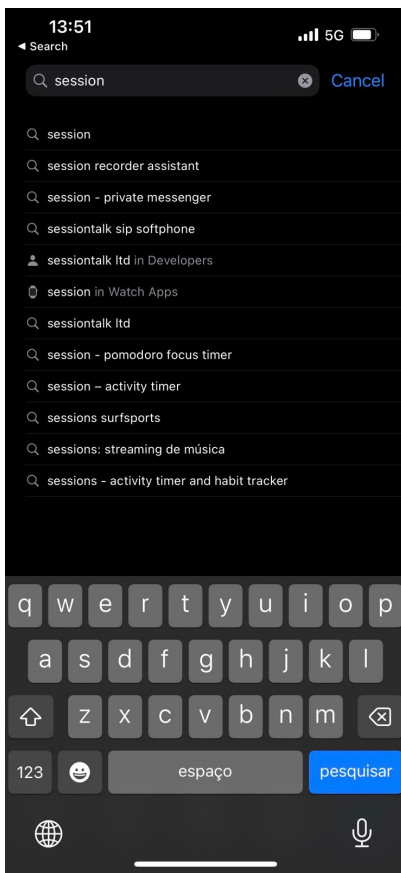 13:51
5G
◀ Search
session
Cancel
session
session recorder assistant
session - private messenger
sessiontalk sip softphone
sessiontalk ltd in Developers
session in Watch Apps
sessiontalk ltd
session - pomodoro focus timer
session – activity timer
sessions surfsports
sessions: streaming de música
sessions - activity timer and habit tracker
q w e r t y u i o p
a s d f g h j k l
z x c v b n m
123 espaço pesquisar